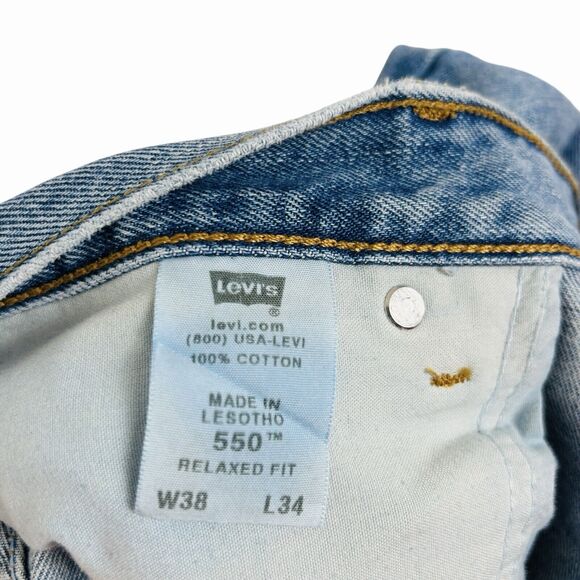 Levi's
®
levi.com
(800) USA-LEVI
100% COTTON
MADE IN
LESOTHO
550™
RELAXED FIT
W38 L34